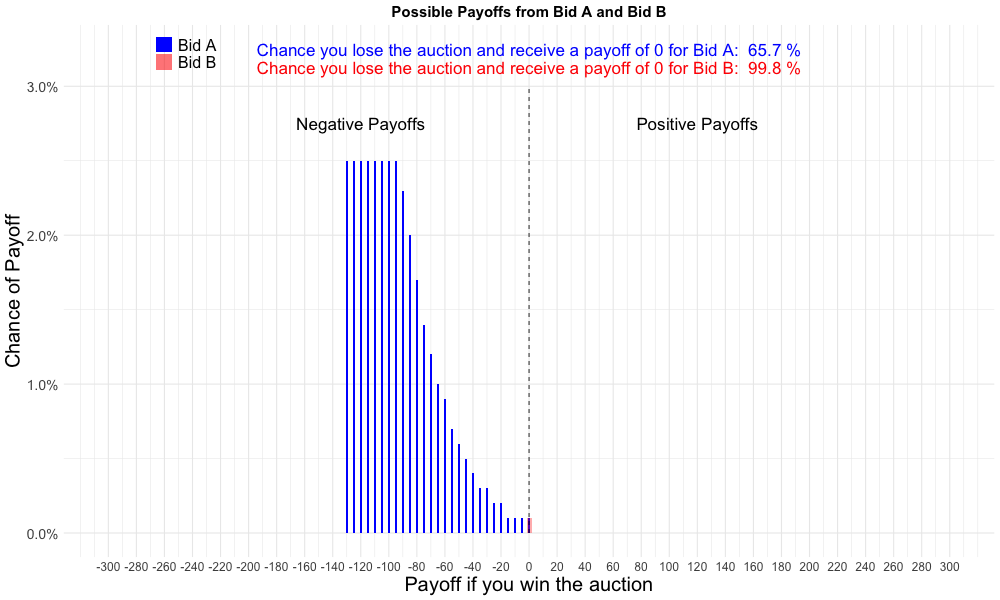 Possible Payoffs from Bid A and Bid B
Bid A
Bid B
Chance you lose the auction and receive a payoff of 0 for Bid A: 65.7 %
Chance you lose the auction and receive a payoff of 0 for Bid B: 99.8 %
Negative Payoffs
Positive Payoffs
Chance of Payoff
3.0%
2.0%
1.0%
0.0%
-300 -280 -260 -240 -220 -200 -180 -160 -140 -120 -100 -80 -60 -40 -20 0 20 40 60 80 100 120 140 160 180 200 220 240 260 280 300
Payoff if you win the auction